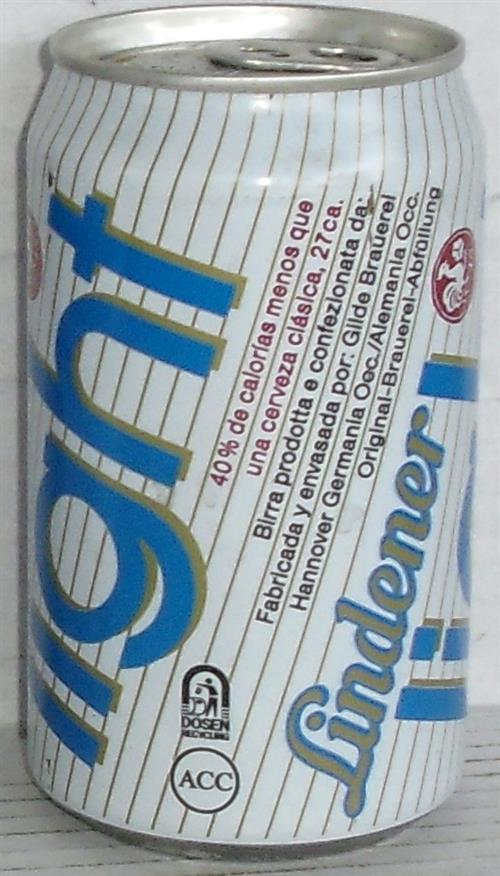 light
40% de calorías menos que
una cerveza clásica, 27ca.
Birra prodotta e confezionata da:
Fabricada y envasada por: Gilde Brauerei
Hannover Germania Occ./Alemania Occ.
Original-Brauerei-Abfüllung
Lindener
DOSEN
RECYCLING
ACC